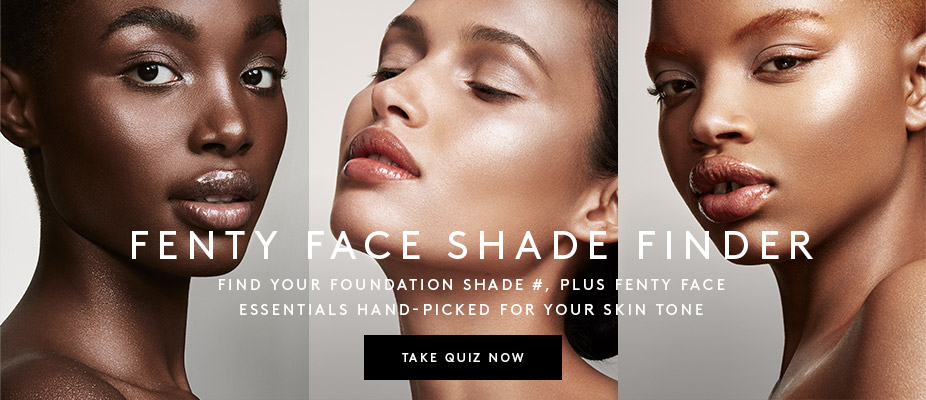 FENTY FACE SHADE FINDER
FIND YOUR FOUNDATION SHADE #, PLUS FENTY FACE
ESSENTIALS HAND-PICKED FOR YOUR SKIN TONE
TAKE QUIZ NOW